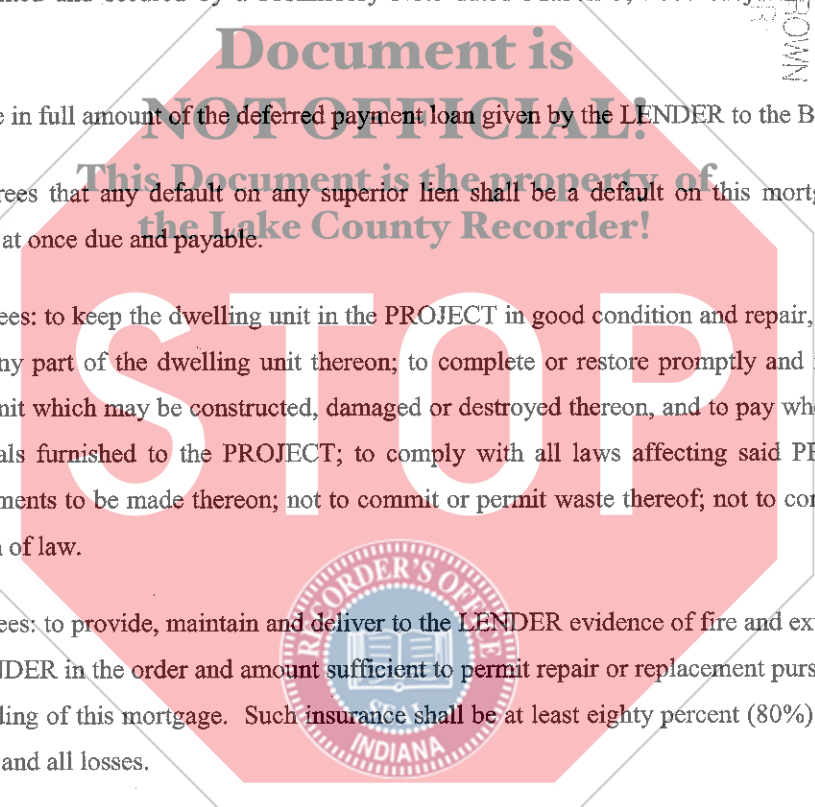 and secured by a
Document is
NOT OFFICIAL!
This Document is the property of
the Lake County Recorder!
OWN
in full amount of the deferred payment loan given by the LENDER to the B
rees that any default on any superior lien shall be a default on this mortg
at once due and payable.
STOP
ees: to keep the dwelling unit in the PROJECT in good condition and repair,
ny part of the dwelling unit thereon; to complete or restore promptly and
nit which may be constructed, damaged or destroyed thereon, and to pay wh
als furnished to the PROJECT; to comply with all laws affecting said P
ments to be made thereon; not to commit or permit waste thereof; not to co
of law.
ees: to provide, maintain and deliver to the LENDER evidence of fire and ex
NDER in the order and amount sufficient to permit repair or replacement purs
ling of this mortgage. Such insurance shall be at least eighty percent (80%)
and all losses.
RECORDER'S OFFICE
SEAL
INDIANA